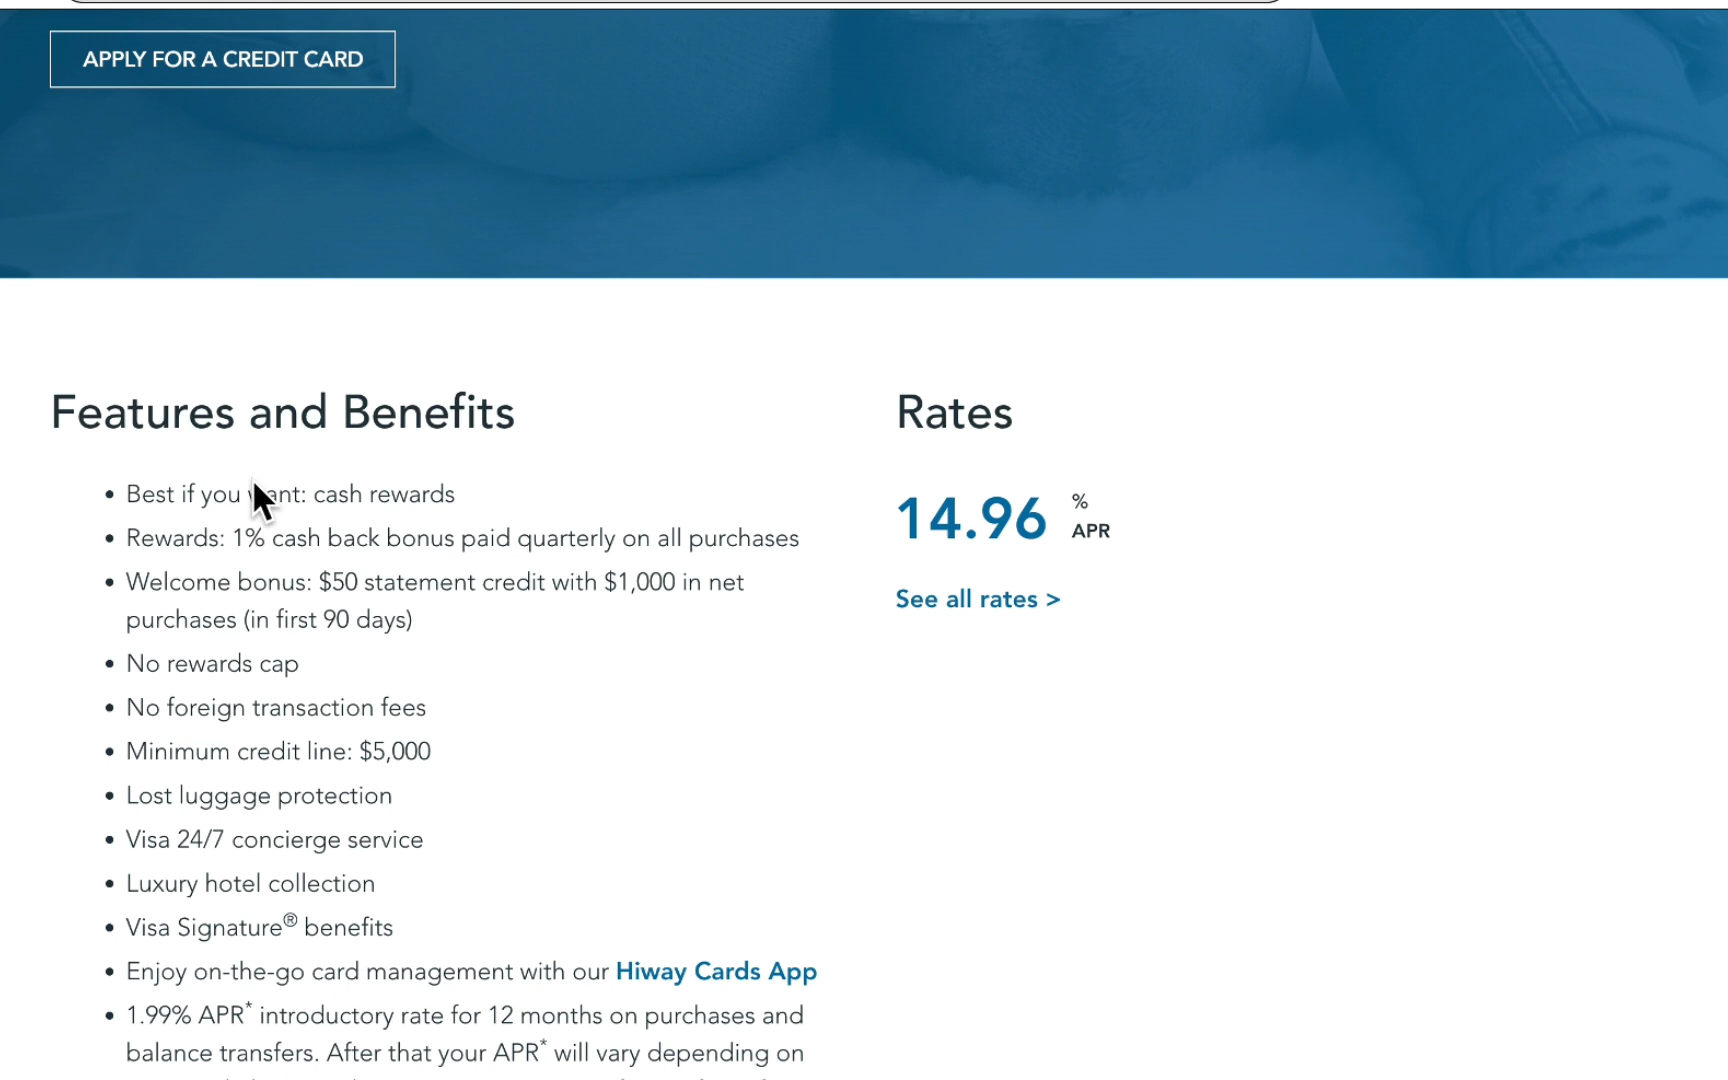 APPLY FOR A CREDIT CARD
Features and Benefits
• Best if you want: cash rewards
• Rewards: 1% cash back bonus paid quarterly on all purchases
• Welcome bonus: $50 statement credit with $1,000 in net
purchases (in first 90 days)
• No rewards cap
• No foreign transaction fees
• Minimum credit line: $5,000
• Lost luggage protection
• Visa 24/7 concierge service
• Luxury hotel collection
• Visa Signature® benefits
• Enjoy on-the-go card management with our Hiway Cards App
• 1.99% APR* introductory rate for 12 months on purchases and
balance transfers. After that your APR* will vary depending on
Rates
14.96 % APR
See all rates >